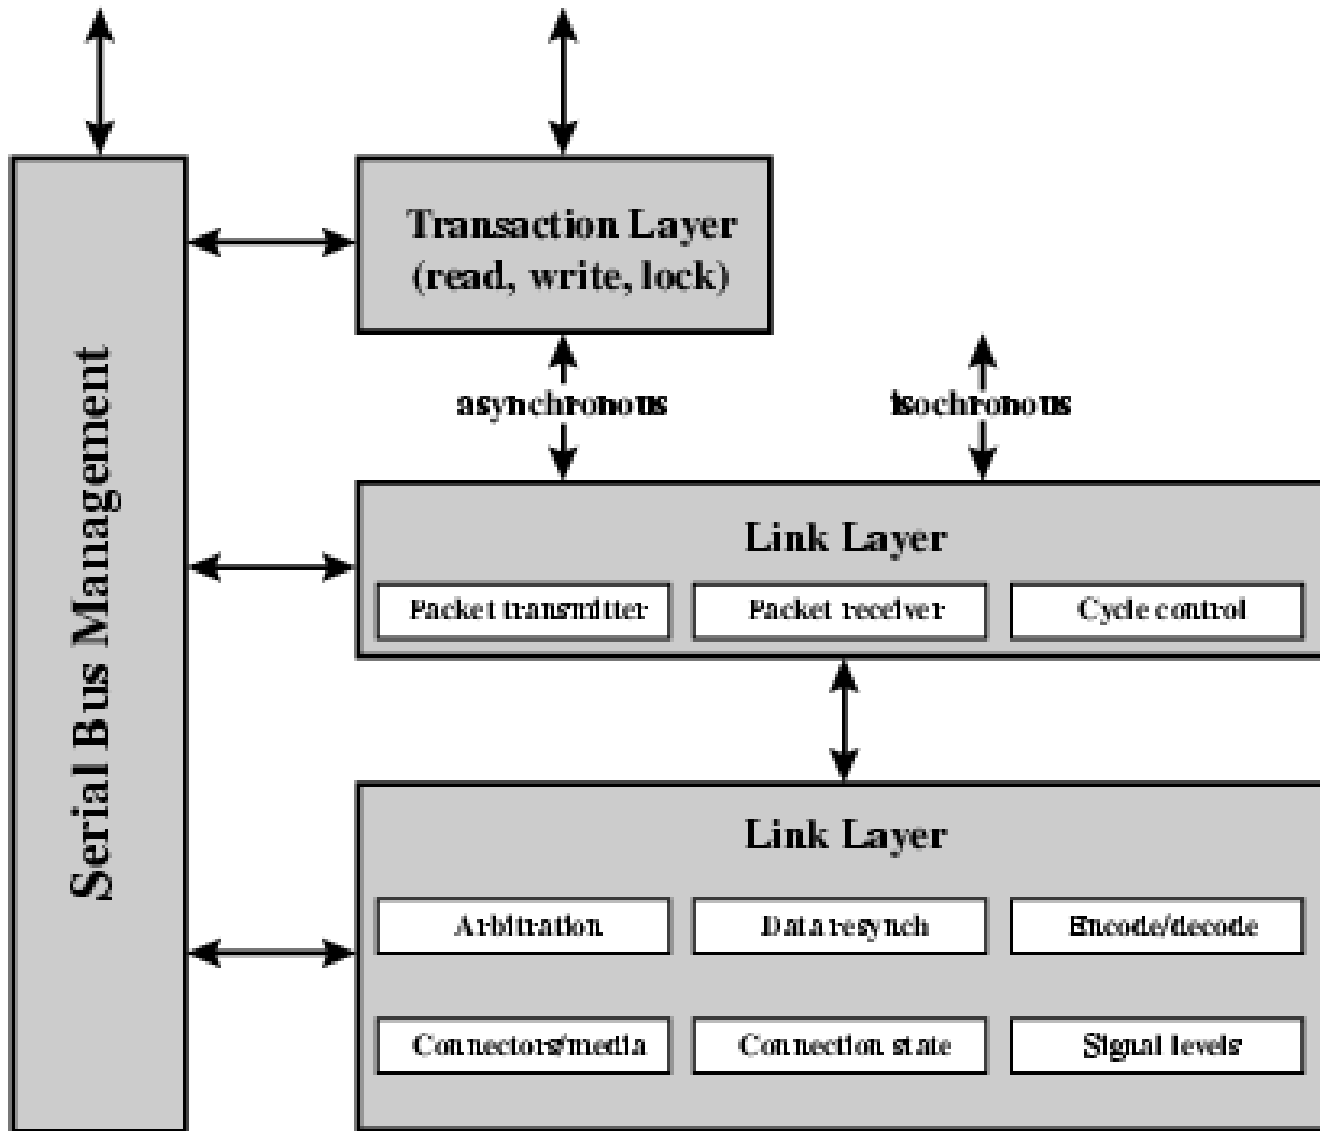 Transaction Layer
(read, write, lock)
asynchronous
isochronous
Serial Bus Management
Link Layer
Packet transmitter
Packet receiver
Cycle control
Link Layer
Arbitration
Data resynch
Encode/decode
Connectors/media
Connection state
Signal levels